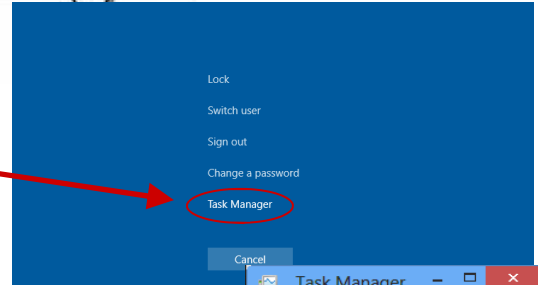 Lock
Switch user
Sign out
Change a password
Task Manager
Cancel
Task Manager